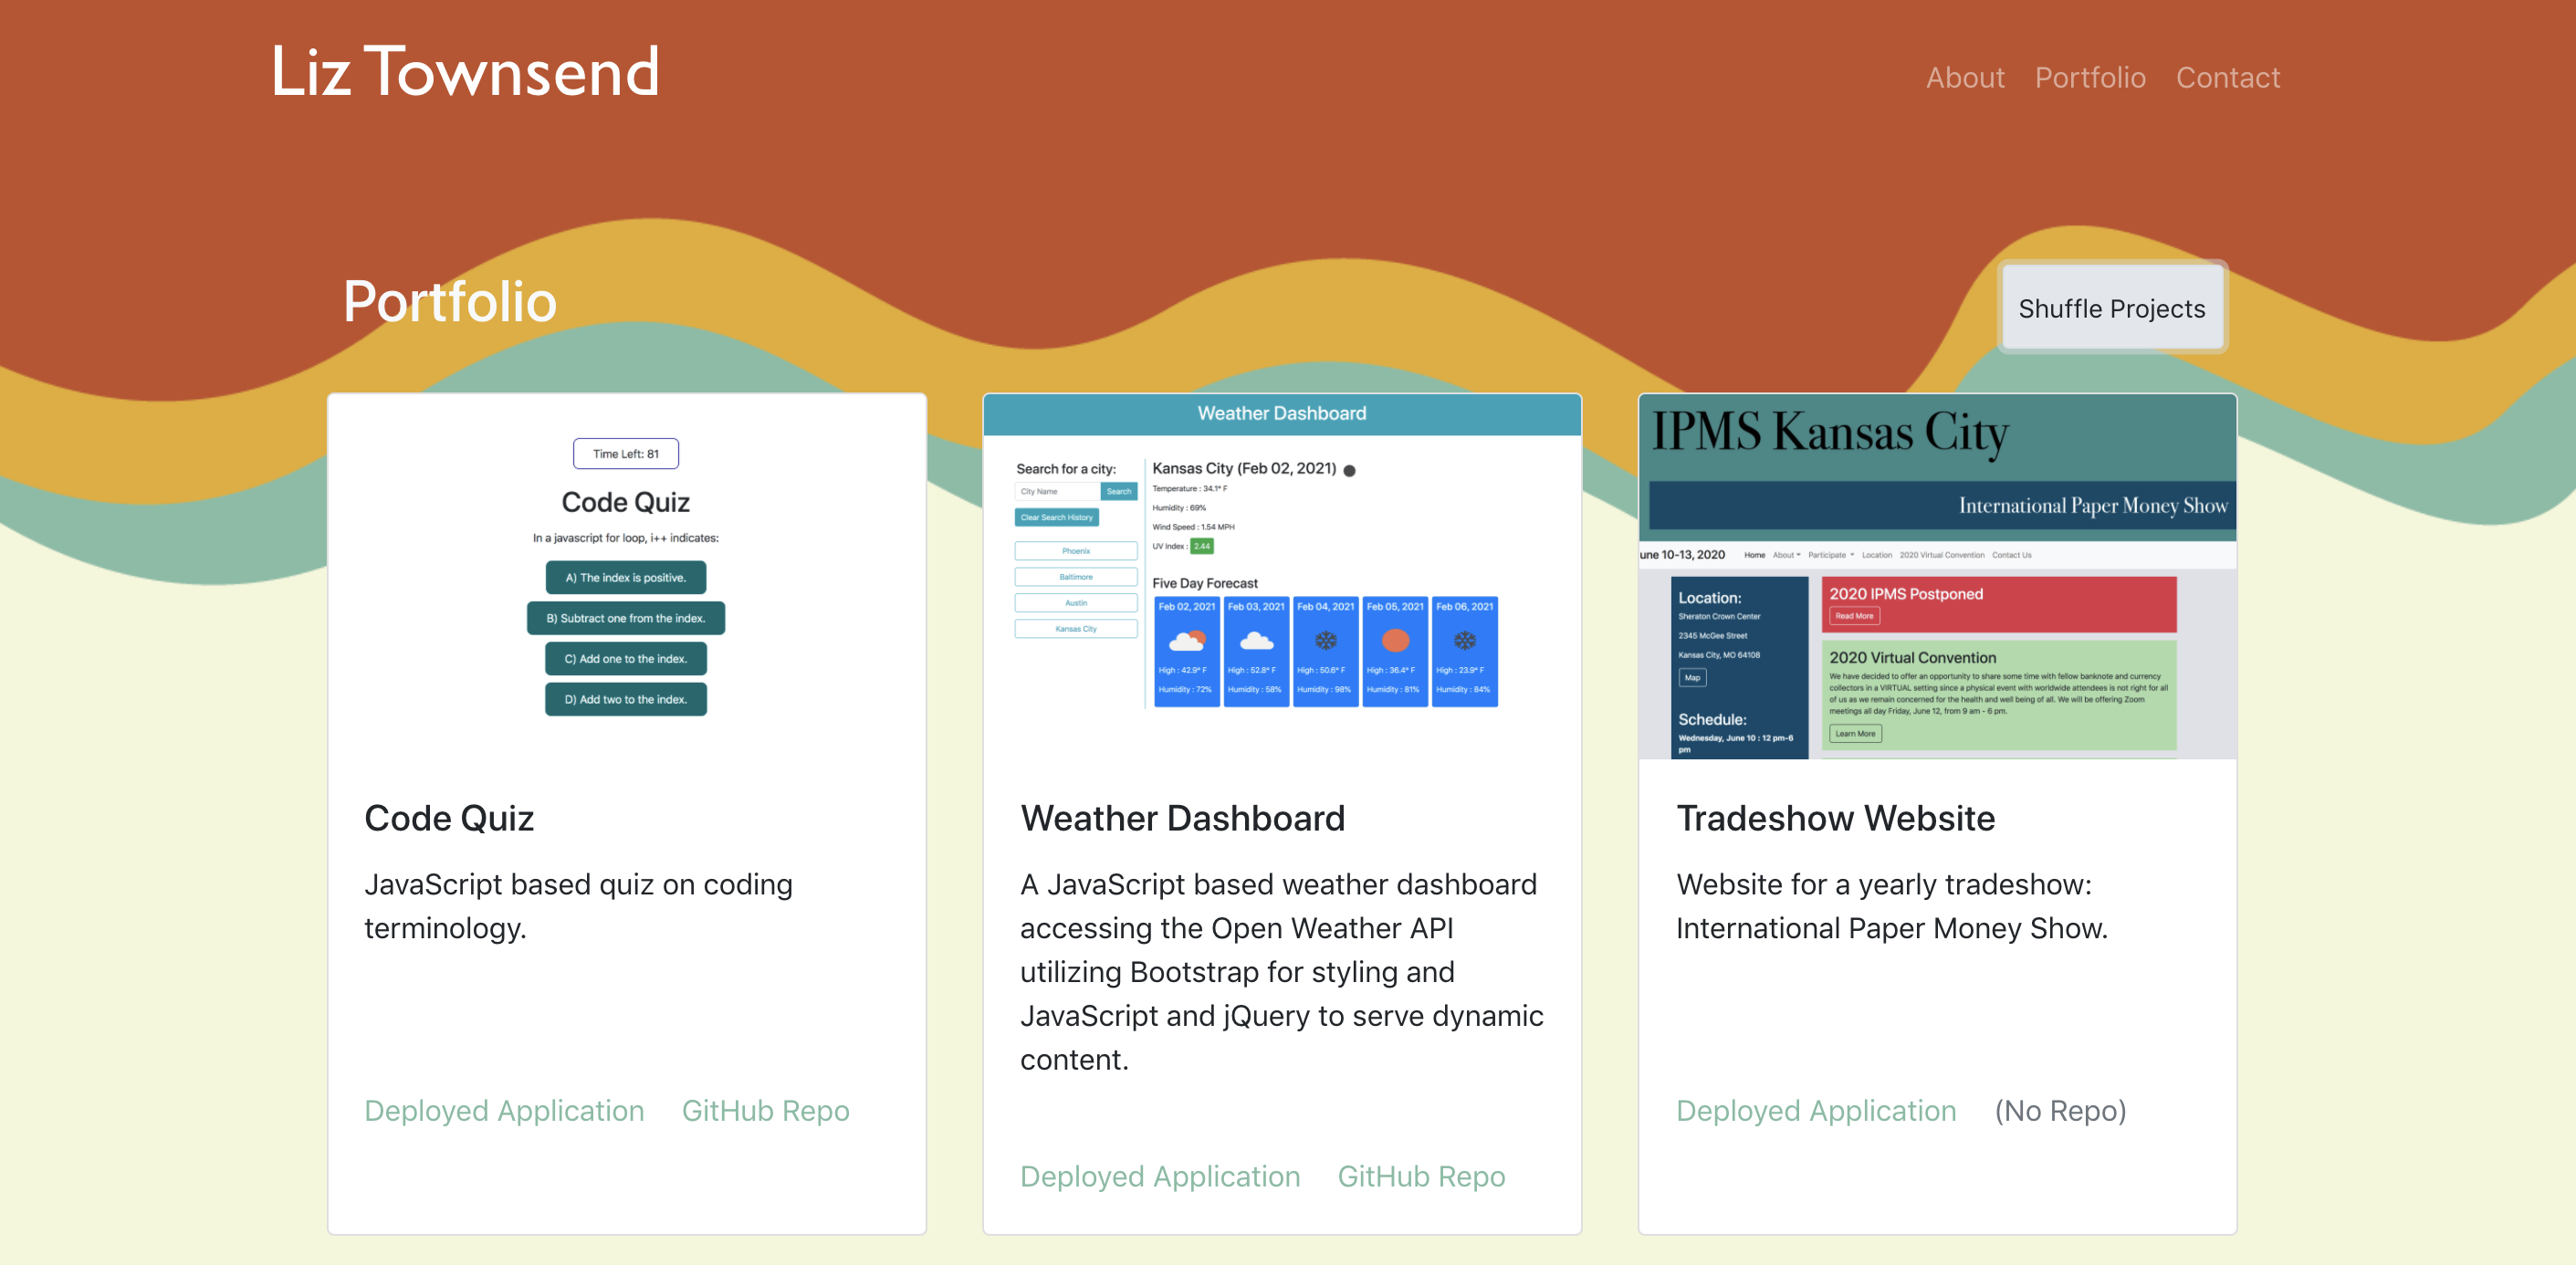 Liz Townsend
About Portfolio Contact
Portfolio
Shuffle Projects
Time Left: 81
Code Quiz
In a javascript for loop, i++ indicates:
A) The index is positive.
B) Subtract one from the index.
C) Add one to the index.
D) Add two to the index.
Code Quiz
JavaScript based quiz on coding
terminology.
Deployed Application GitHub Repo
Weather Dashboard
Search for a city:
City Name Search
Clear Search History
Phoenix
Baltimore
Austin
Kansas City
Kansas City (Feb 02, 2021)
Temperature : 34.1° F
Humidity : 69%
Wind Speed : 1.54 MPH
UV Index : 2.44
Five Day Forecast
Feb 02, 2021 Feb 03, 2021 Feb 04, 2021 Feb 05, 2021 Feb 06, 2021
High : 42.9° F High : 52.8° F High : 50.6° F High : 36.4° F High : 23.9° F
Humidity : 72% Humidity : 58% Humidity : 98% Humidity : 81% Humidity : 84%
Weather Dashboard
A JavaScript based weather dashboard
accessing the Open Weather API
utilizing Bootstrap for styling and
JavaScript and jQuery to serve dynamic
content.
Deployed Application GitHub Repo
IPMS Kansas City
International Paper Money Show
une 10-13, 2020 Home About Participate Location 2020 Virtual Convention Contact Us
Location:
Sheraton Crown Center
2345 McGee Street
Kansas City, MO 64108
Map
Schedule:
Wednesday, June 10 : 12 pm-6
pm
2020 IPMS Postponed
Read More
2020 Virtual Convention
We have decided to offer an opportunity to share some time with fellow banknote and currency
collectors in a VIRTUAL setting since a physical event with worldwide attendees is not right for all
of us as we remain concerned for the health and well being of all. We will be offering Zoom
meetings all day Friday, June 12, from 9 am - 6 pm.
Learn More
Tradeshow Website
Website for a yearly tradeshow:
International Paper Money Show.
Deployed Application (No Repo)